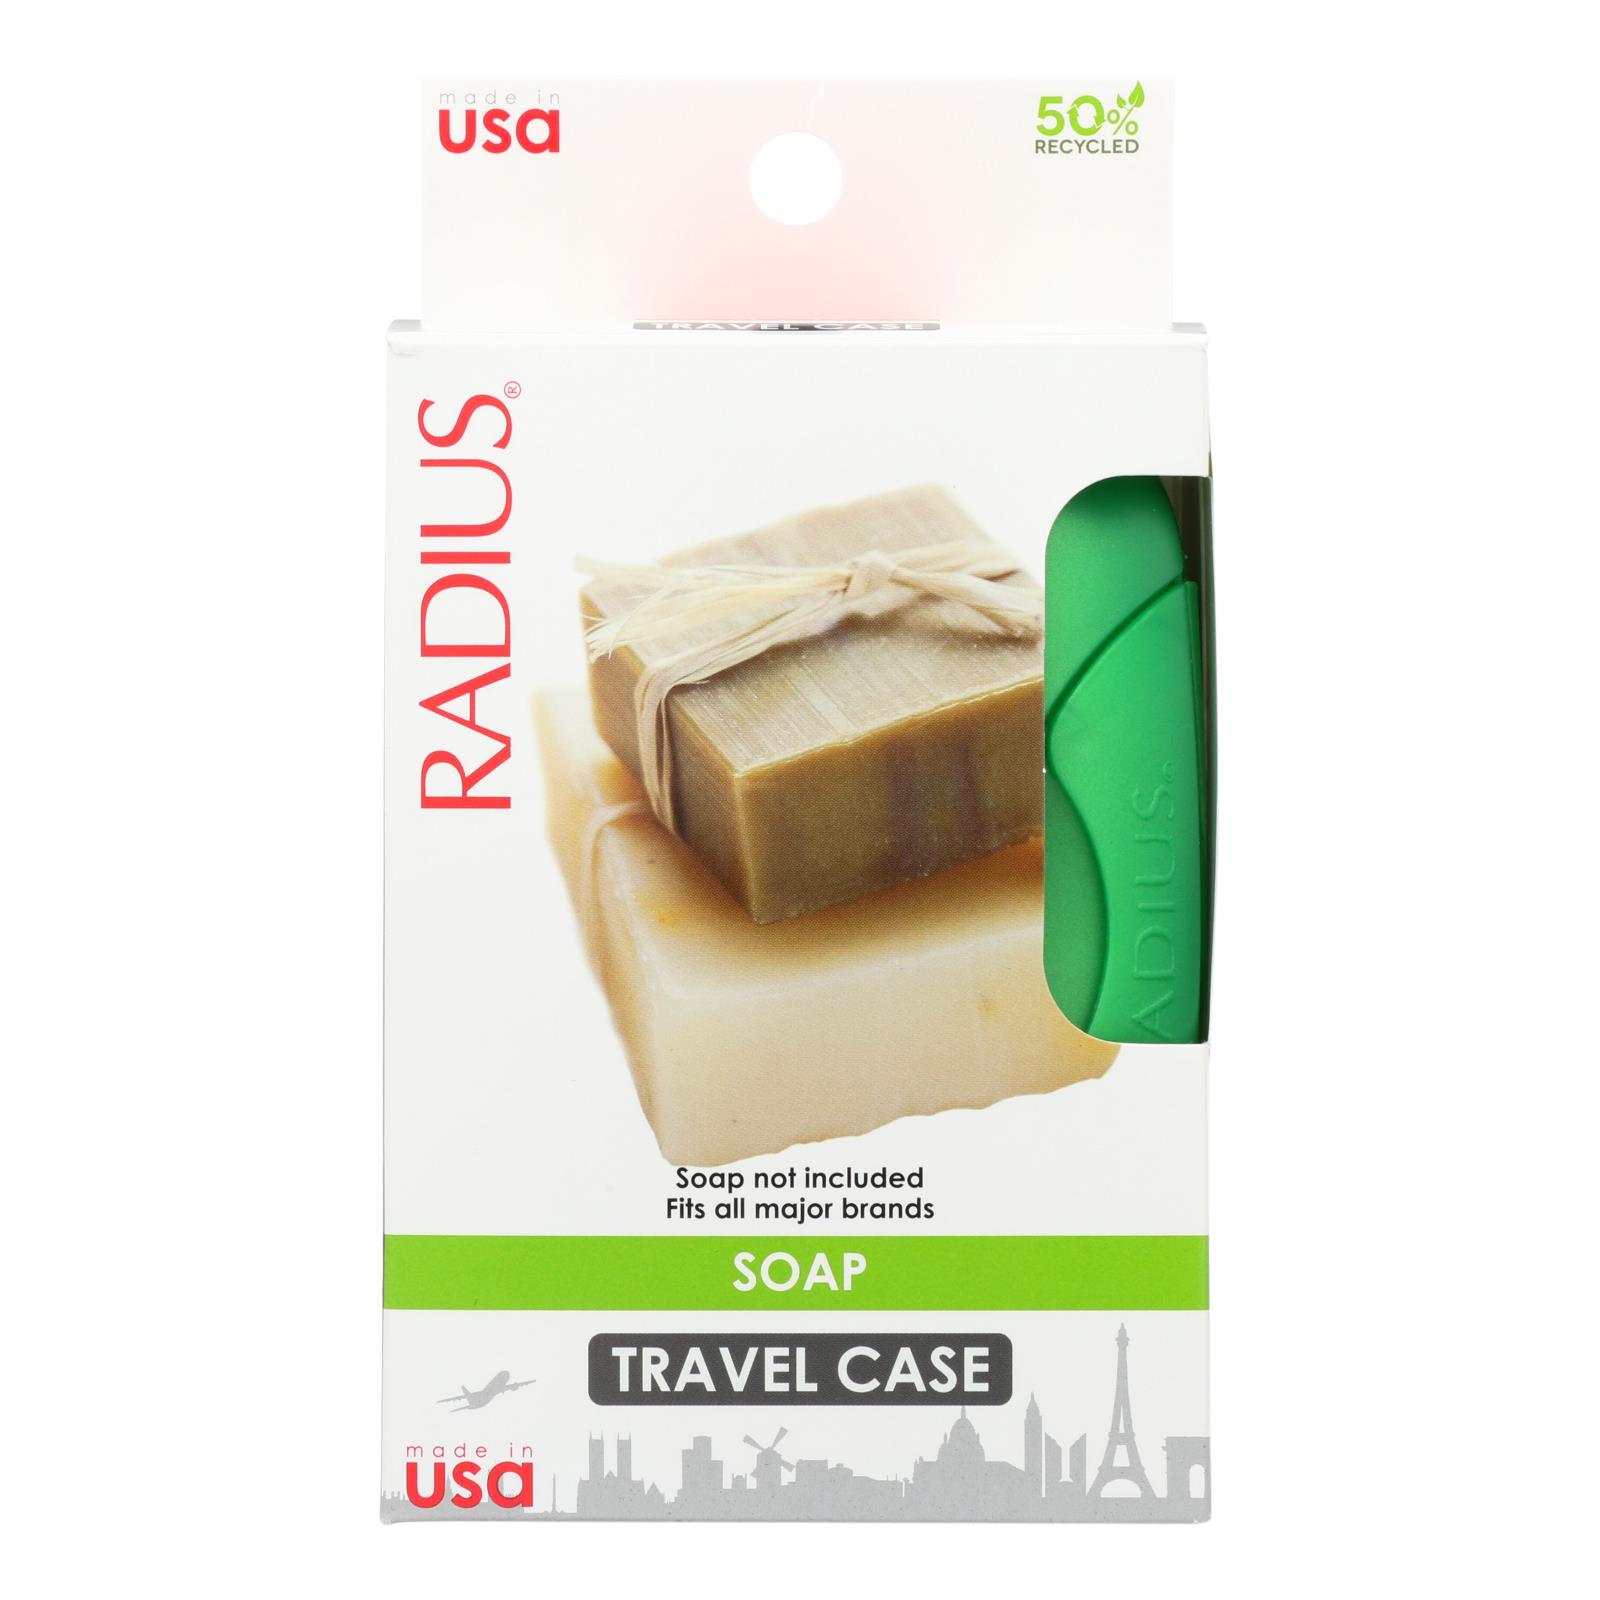 made in
usa
50%
RECYCLED
TRAVEL CASE
RADIUS®
ADIUS®
Soap not included
Fits all major brands
SOAP
TRAVEL CASE
made in
usa